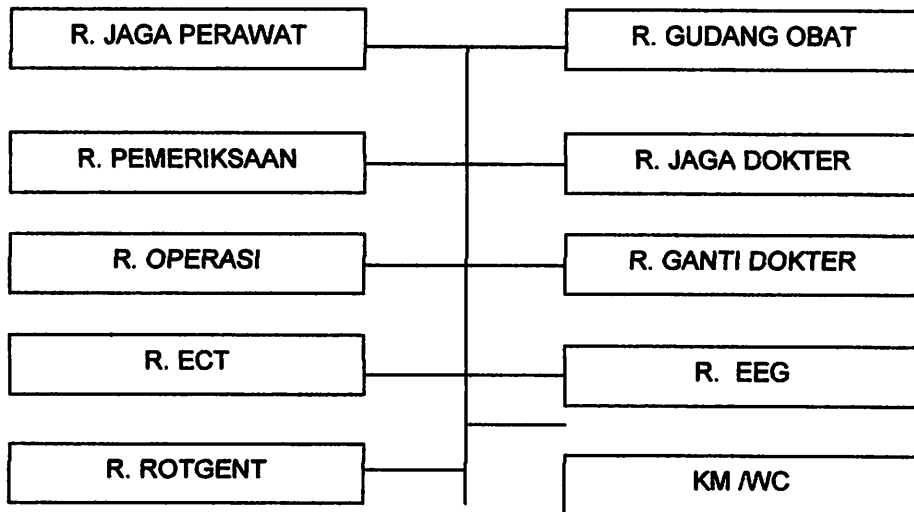 R. JAGA PERAWAT
R. GUDANG OBAT
R. PEMERIKSAAN
R. JAGA DOKTER
R. OPERASI
R. GANTI DOKTER
R. ECT
R. EEG
R. ROTGENT
KM /WC